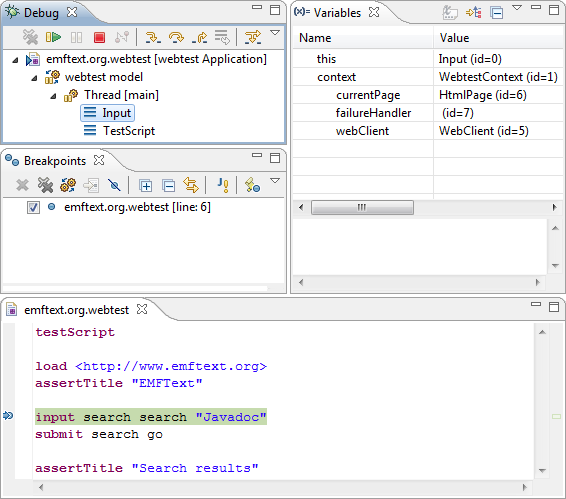 Debug
emftext.org.webtest [webtest Application]
webtest model
Thread [main]
Input
TestScript
Variables
(x)=
Name Value
this Input (id=0)
context WebtestContext (id=1)
currentPage HtmlPage (id=6)
failureHandler (id=7)
webClient WebClient (id=5)
Breakpoints
J!
emftext.org.webtest [line: 6]
emftext.org.webtest
testScript
load <http://www.emftext.org>
assertTitle "EMFText"
input search search "Javadoc"
submit search go
assertTitle "Search results"